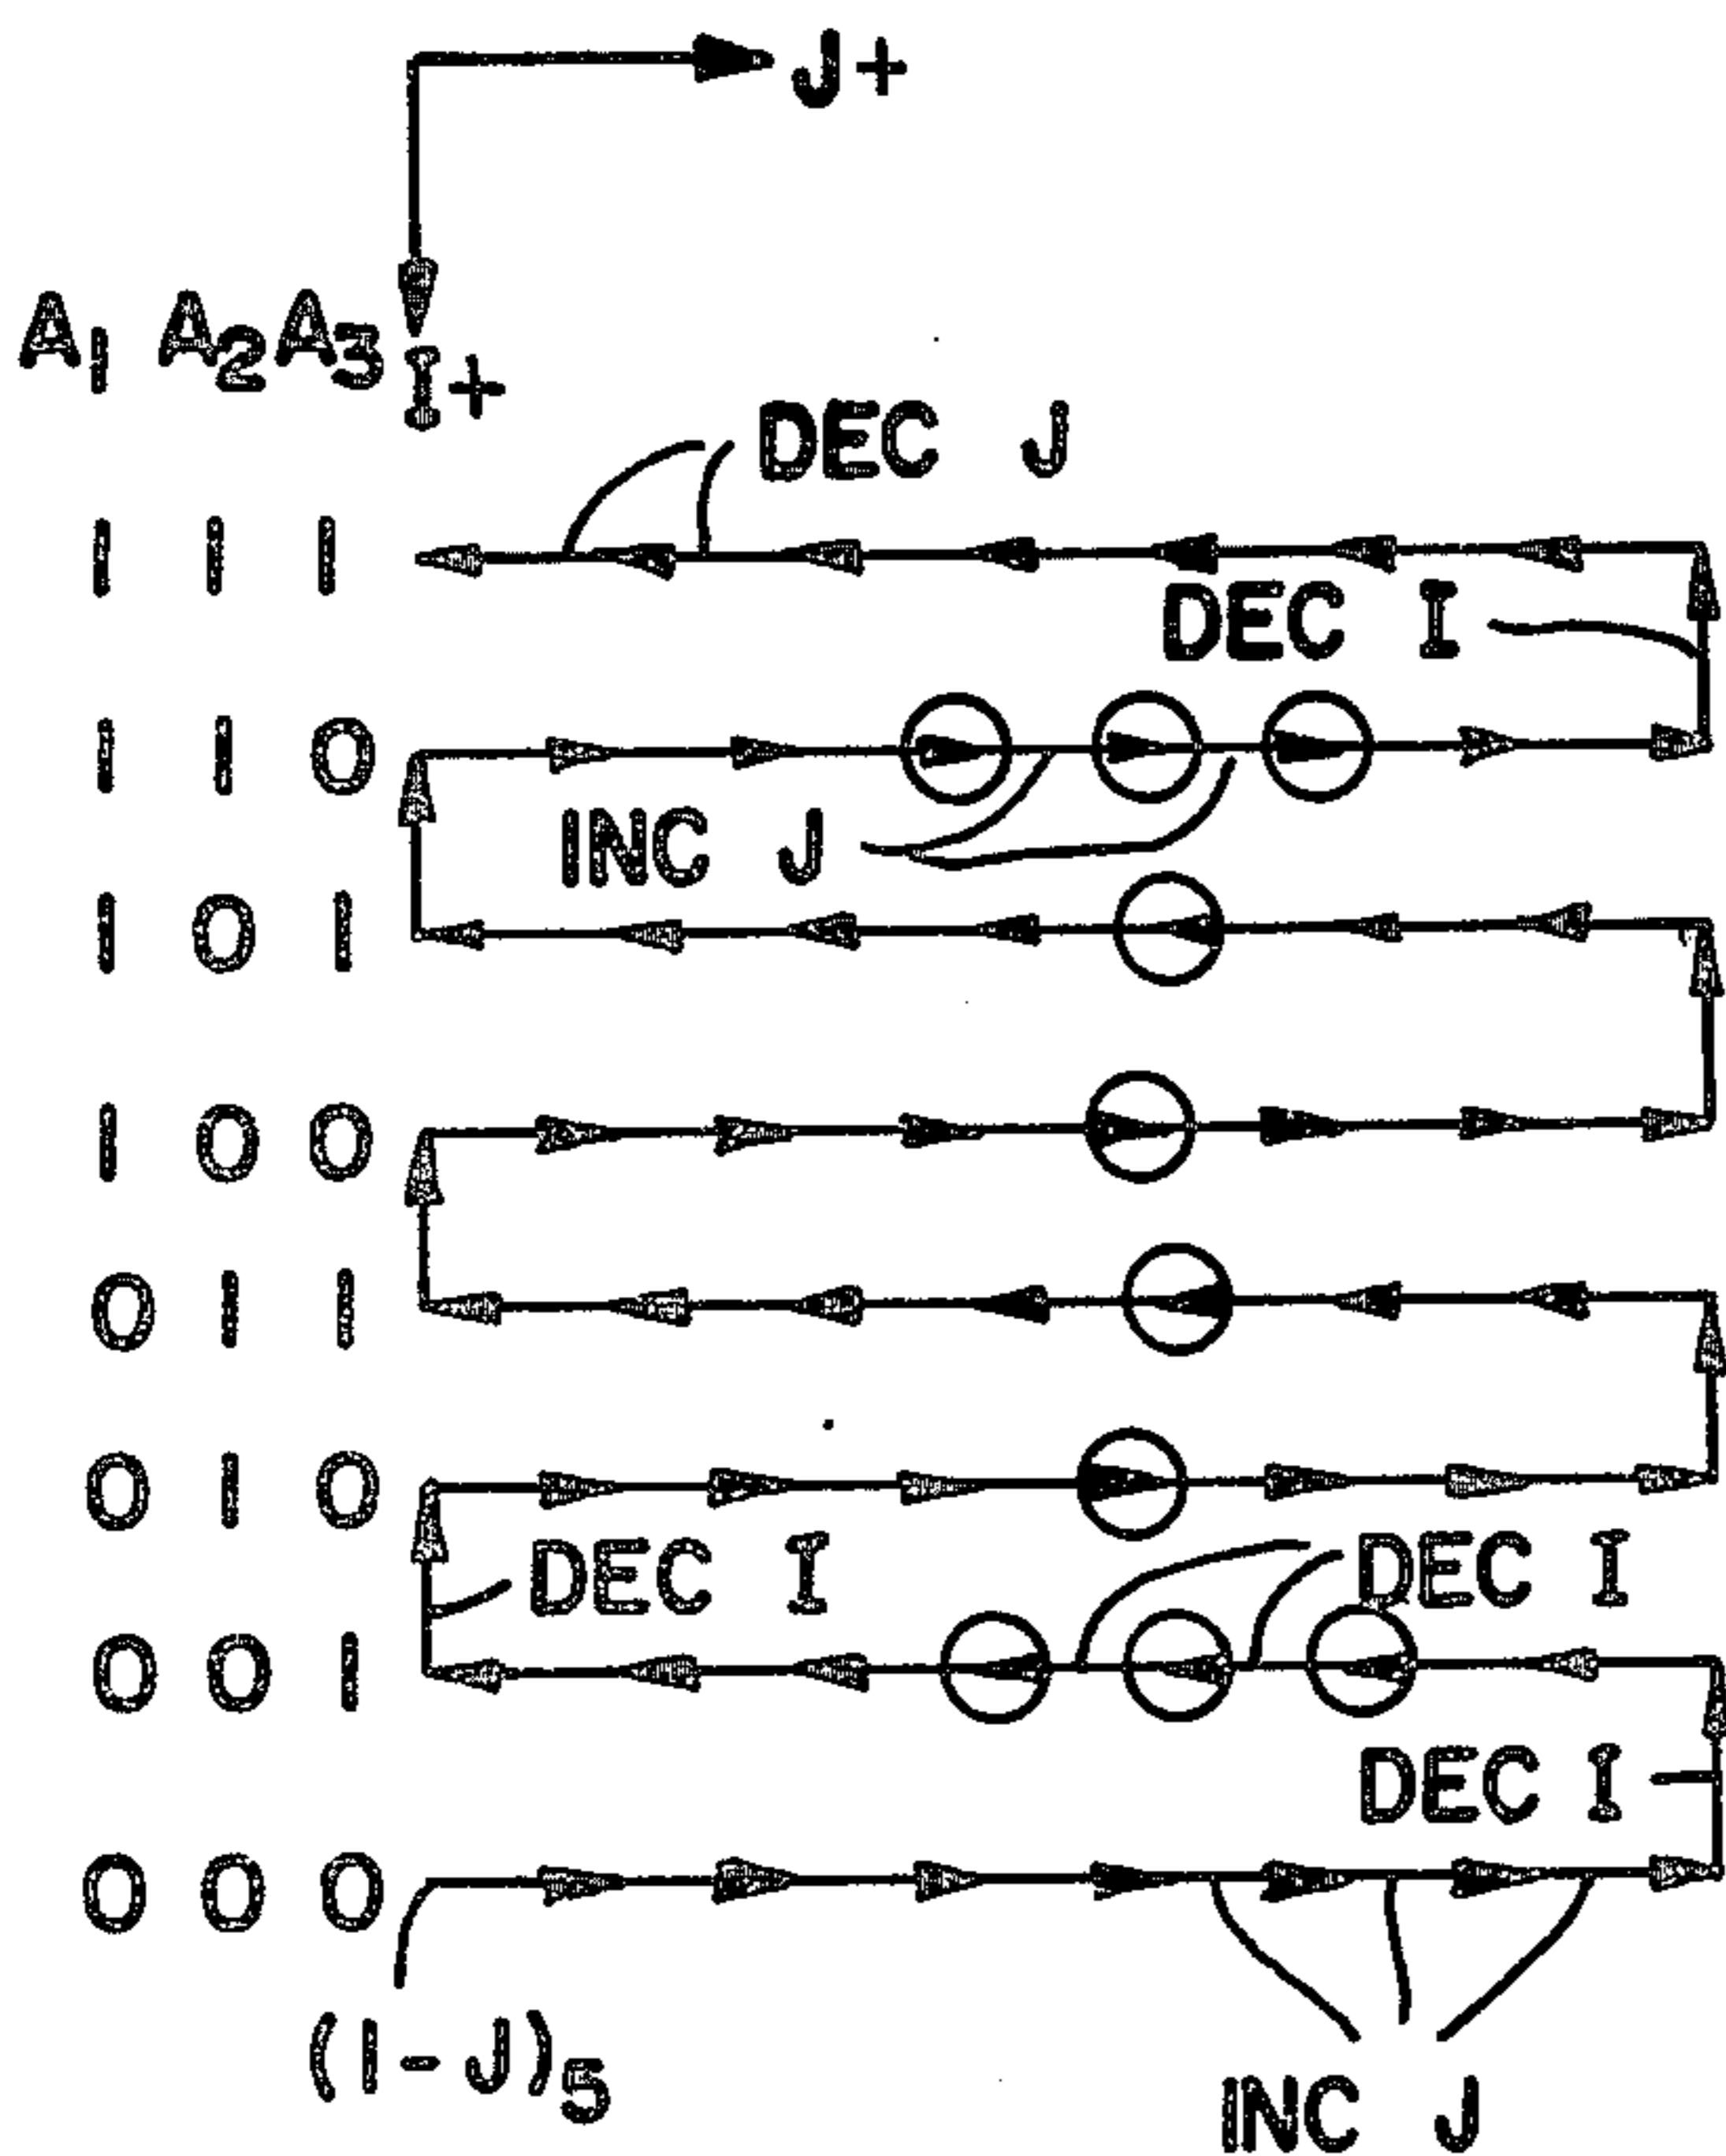 J+
A1 A2 A3
I+
DEC J
1 1 1
DEC I
1 1 0
INC J
1 0 1
1 0 0
0 1 1
0 1 0
DEC I DEC I
0 0 1
DEC I
0 0 0
(I-J)5
INC J